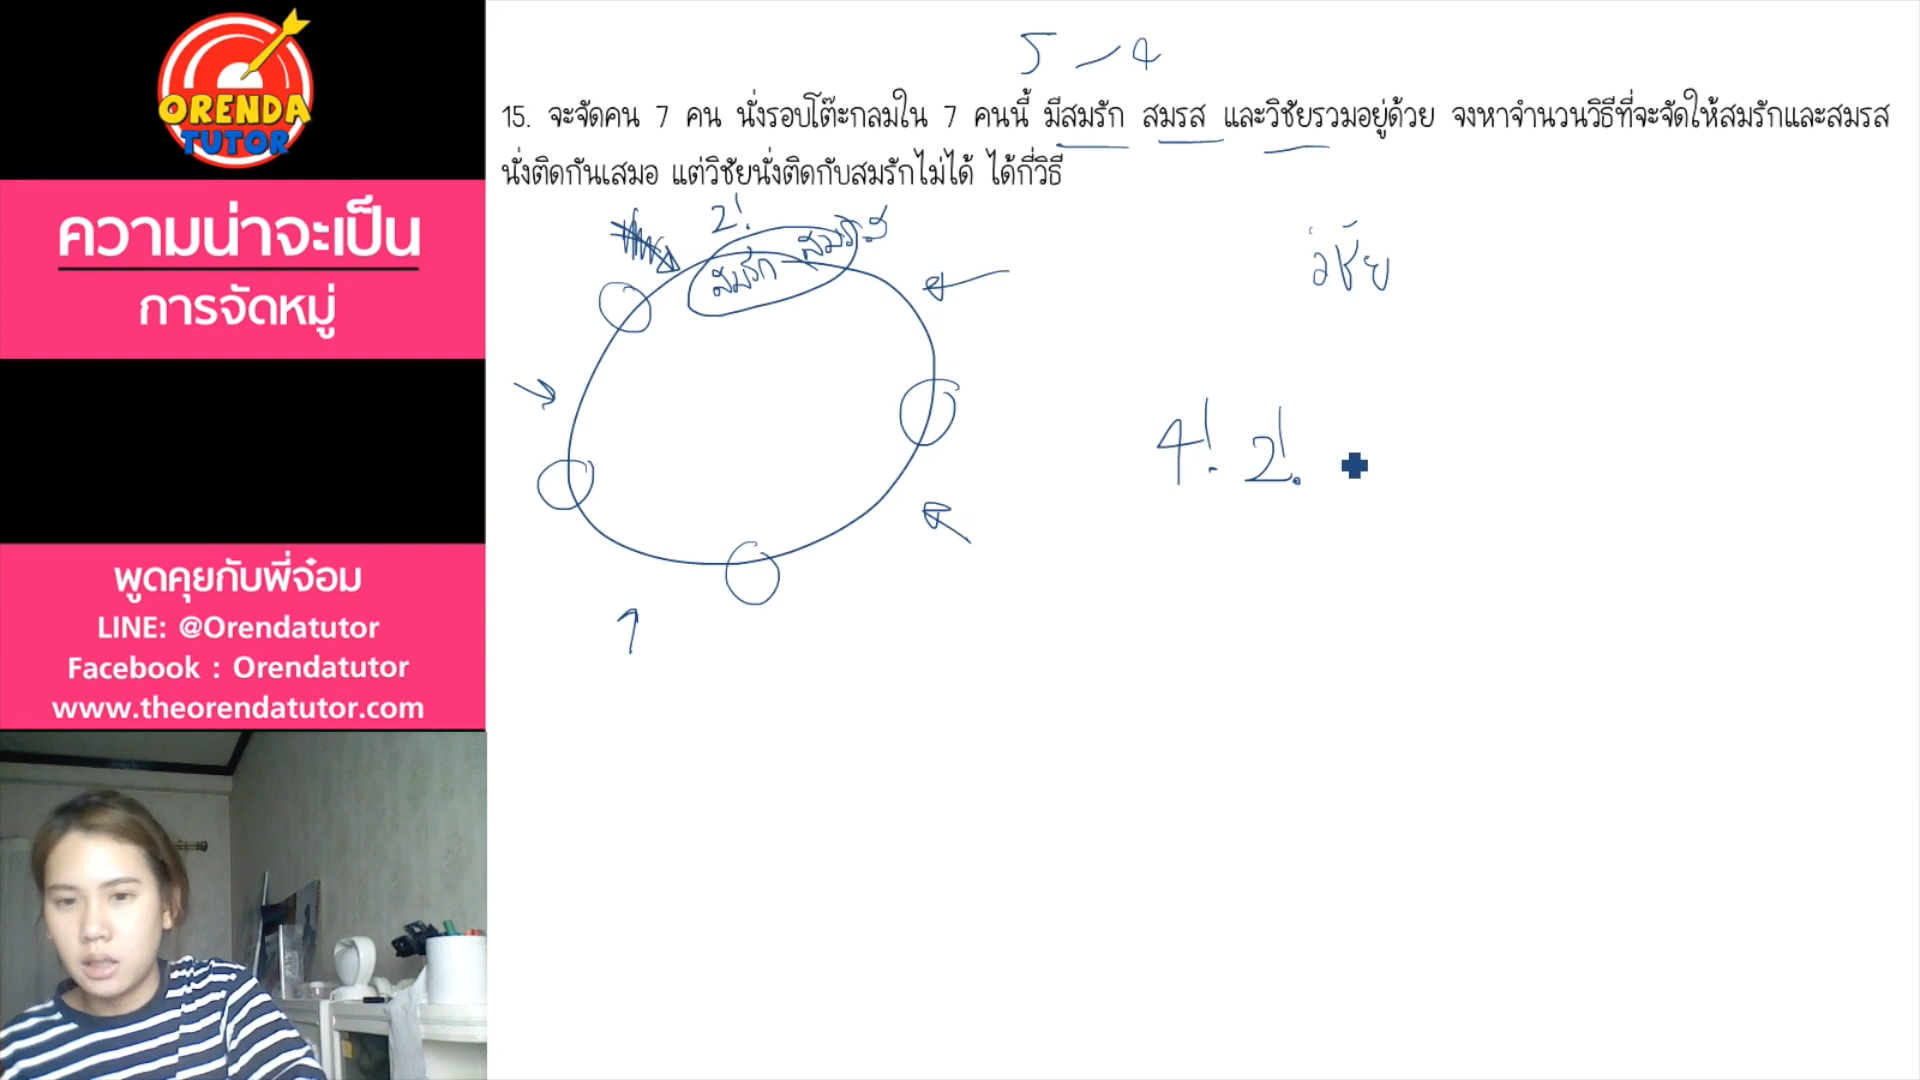 ORENDA
TUTOR
ความน่าจะเป็น
การจัดหมู่
พูดคุยกับพี่จ๋อม
LINE: @Orendatutor
Facebook : Orendatutor
www.theorendatutor.com
5 - 4
15. จะจัดคน 7 คน นั่งรอบโต๊ะกลมใน 7 คนนี้ มีสมรัก สมรส และวิชัยรวมอยู่ด้วย จงหาจำนวนวิธีที่จะจัดให้สมรักและสมรส
นั่งติดกันเสมอ แต่วิชัยนั่งติดกับสมรักไม่ได้ ได้กี่วิธี
2!
สมรัก - สมรส
วิชัย
4! 2!